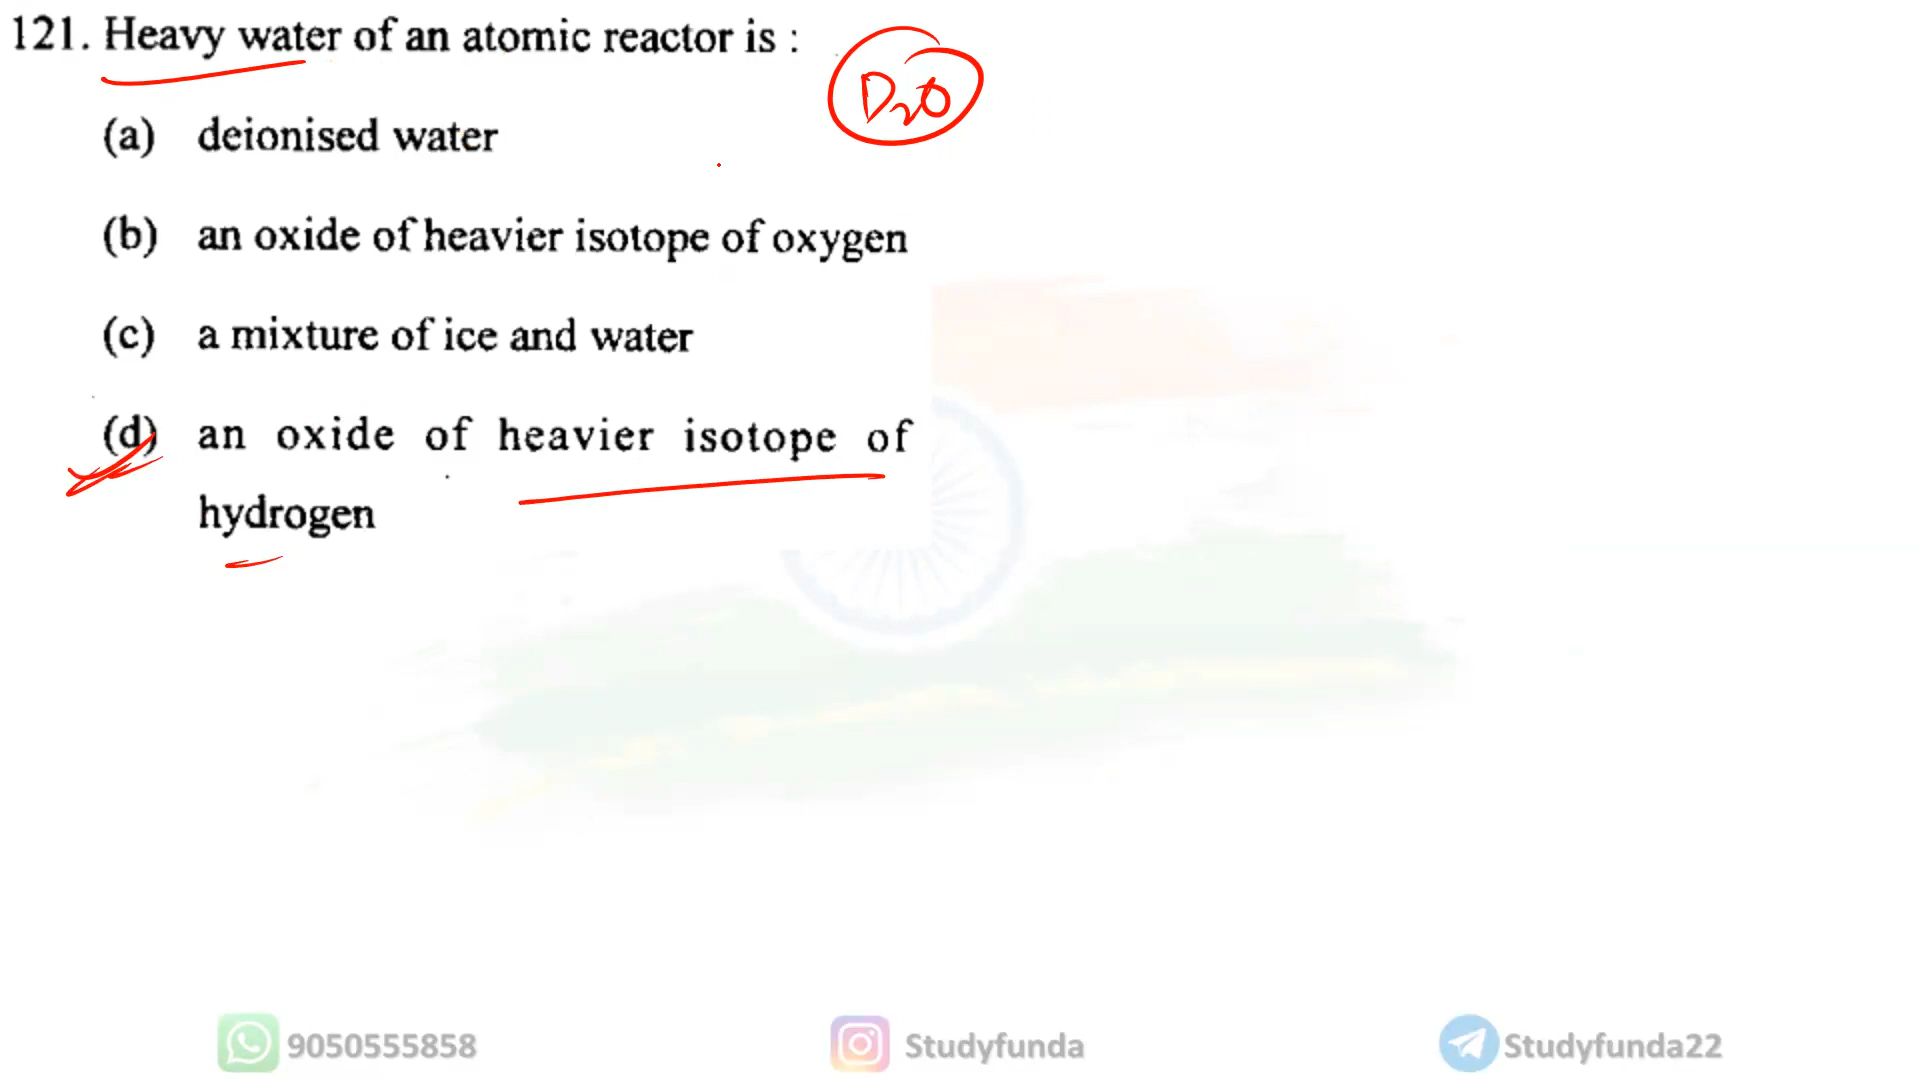 121. Heavy water of an atomic reactor is :
D₂O
(a) deionised water
(b) an oxide of heavier isotope of oxygen
(c) a mixture of ice and water
(d) an oxide of heavier isotope of
hydrogen
9050555858
Studyfunda
Studyfunda22